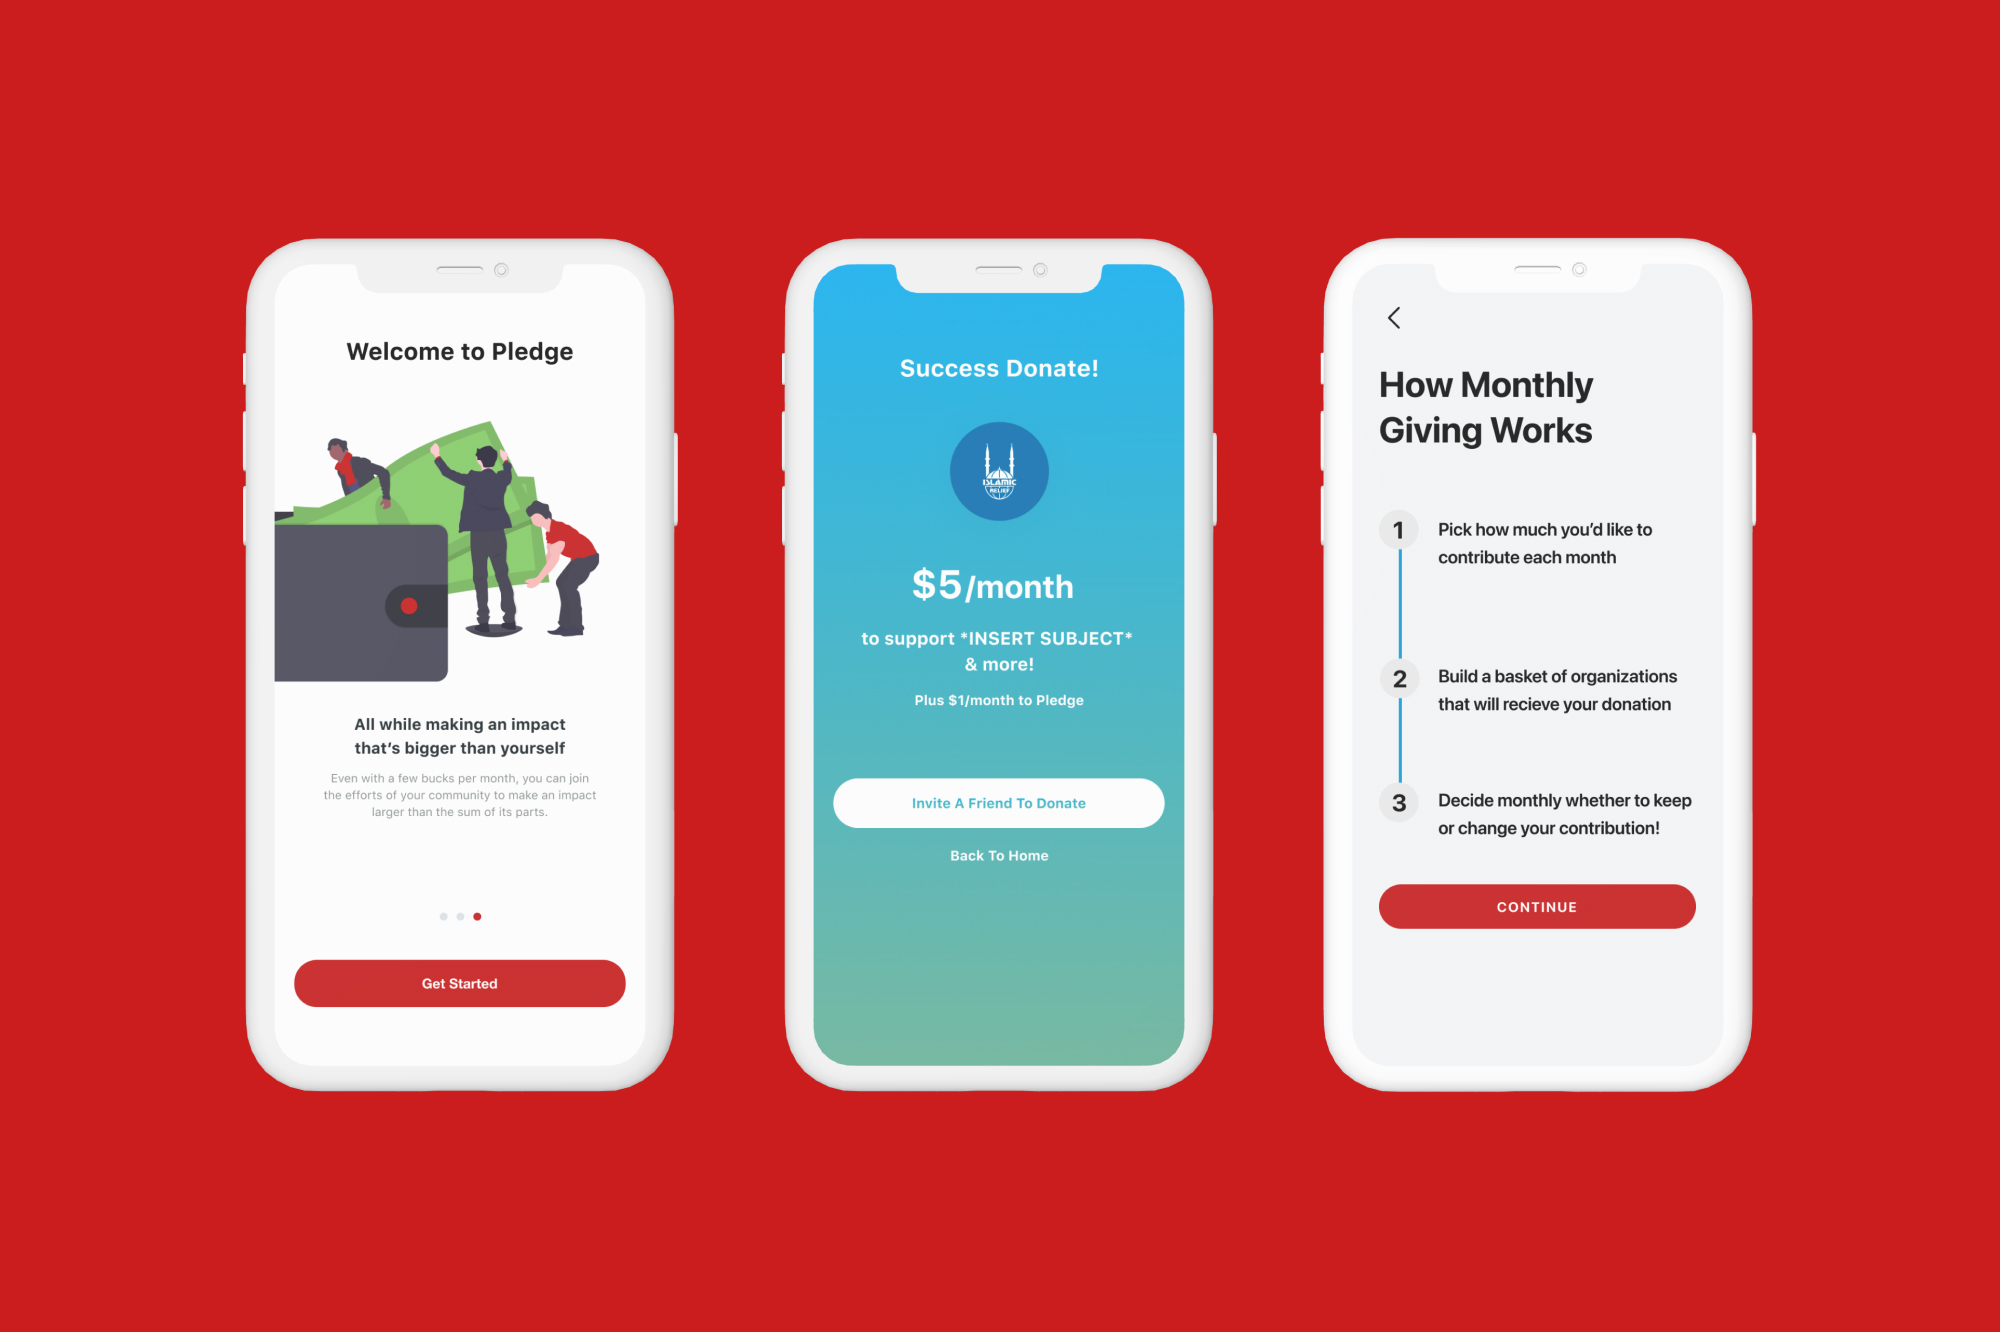 Welcome to Pledge
All while making an impact
that's bigger than yourself
Even with a few bucks per month, you can join
the efforts of your community to make an impact
larger than the sum of its parts.
Get Started
Success Donate!
ISLAMIC
RELIEF
$5/month
to support *INSERT SUBJECT*
& more!
Plus $1/month to Pledge
Invite A Friend To Donate
Back To Home
How Monthly
Giving Works
1 Pick how much you’d like to
contribute each month
2 Build a basket of organizations
that will recieve your donation
3 Decide monthly whether to keep
or change your contribution!
CONTINUE